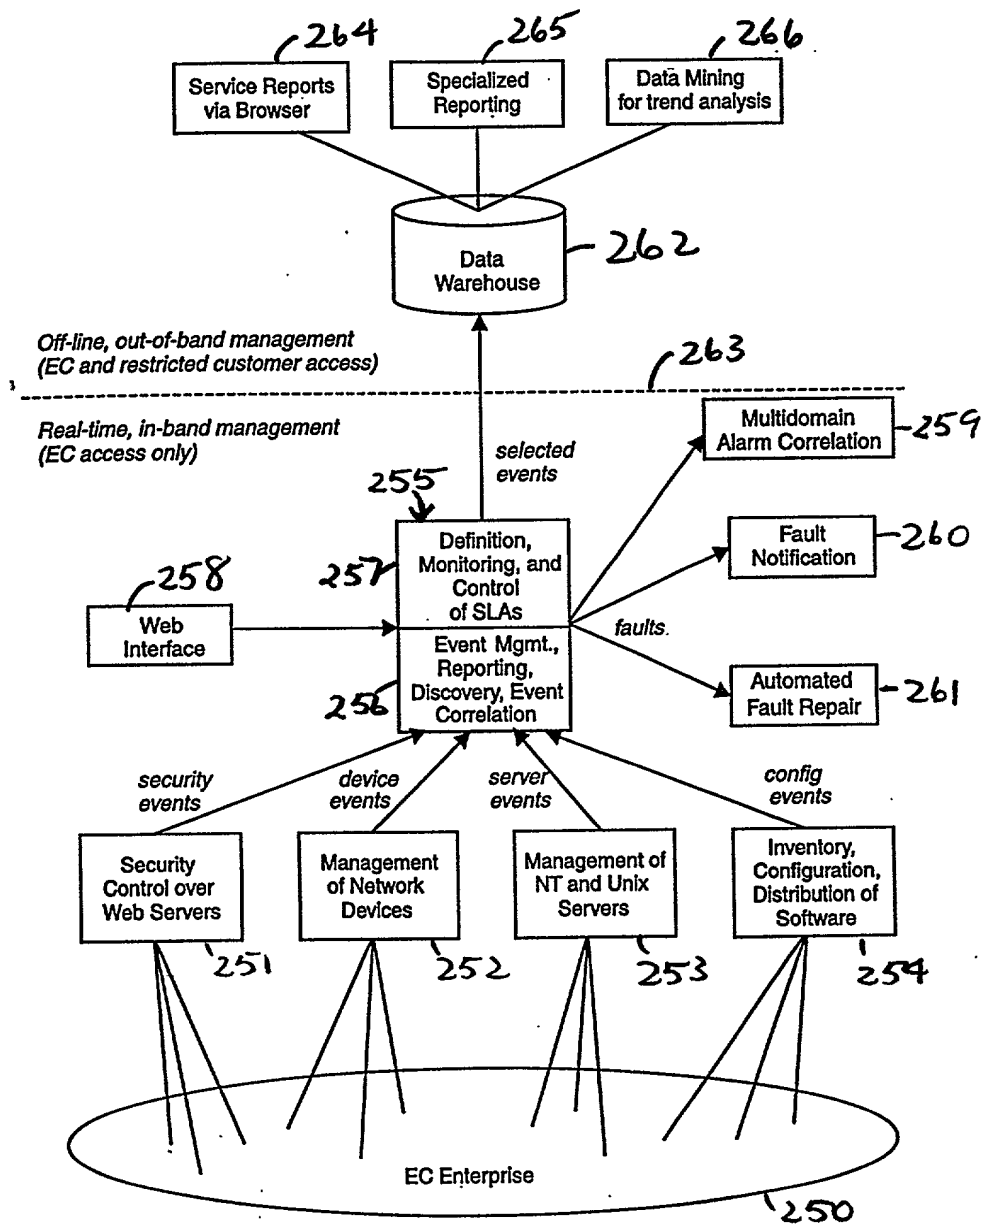 264
265
266
Service Reports
via Browser
Specialized
Reporting
Data Mining
for trend analysis
Data
Warehouse
262
Off-line, out-of-band management
(EC and restricted customer access)
263
Real-time, in-band management
(EC access only)
selected
events
Multidomain
Alarm Correlation
259
255
Definition,
Monitoring, and
Control
of SLAs
257
Fault
Notification
260
258
Web
Interface
faults.
Event Mgmt.,
Reporting,
Discovery, Event
Correlation
256
Automated
Fault Repair
261
security
events
device
events
server
events
config
events
Security
Control over
Web Servers
251
Management
of Network
Devices
252
Management of
NT and Unix
Servers
253
Inventory,
Configuration,
Distribution of
Software
254
EC Enterprise
250